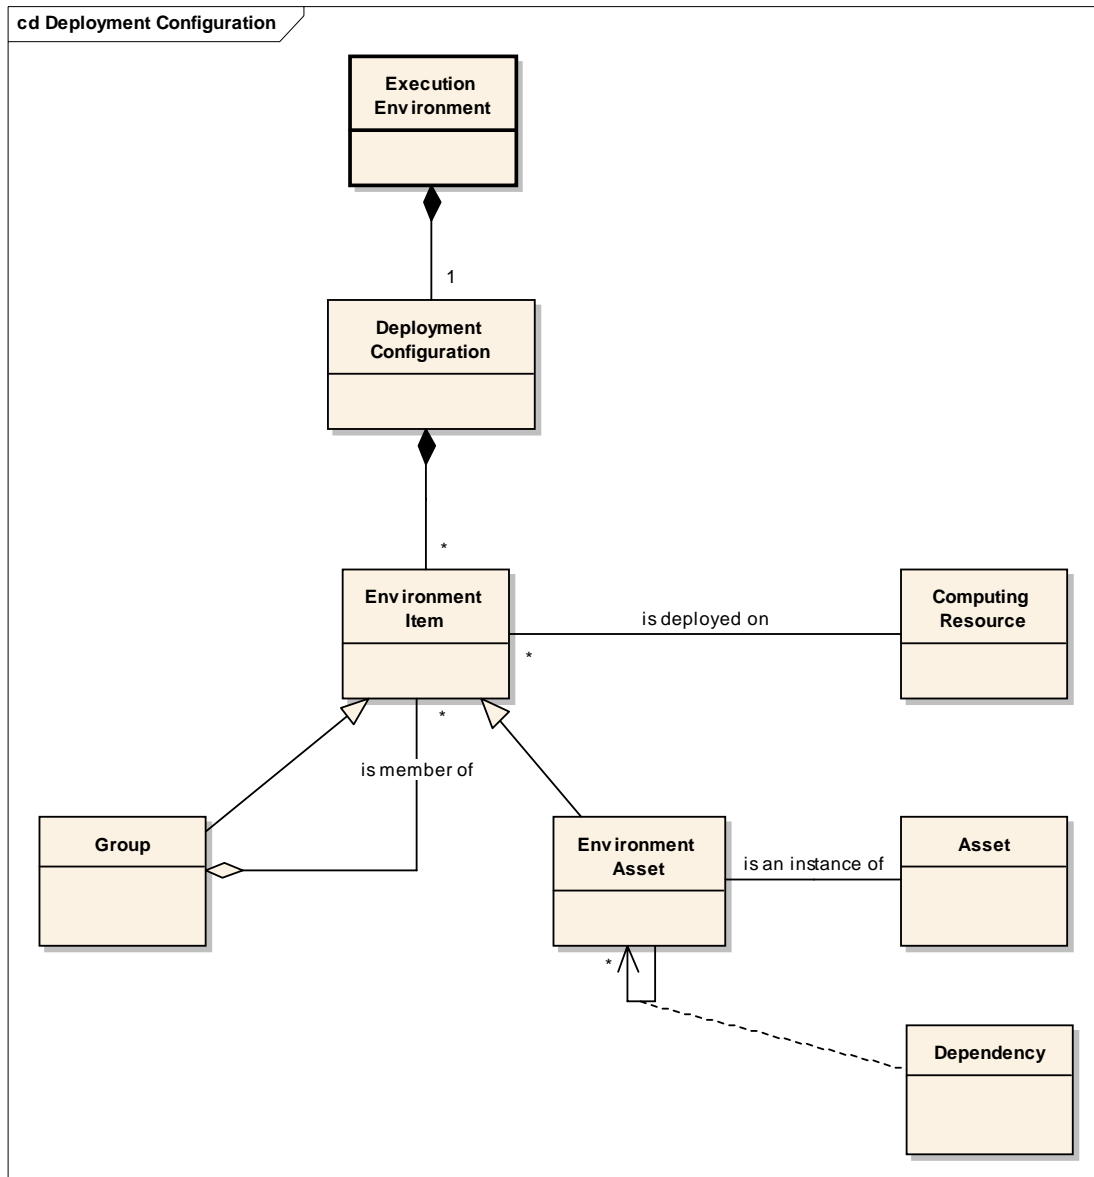 cd Deployment Configuration
Execution
Environment
1
Deployment
Configuration
*
Environment
Item
is deployed on
Computing
Resource
*
*
is member of
Group
Environment
Asset
is an instance of
Asset
*
Dependency